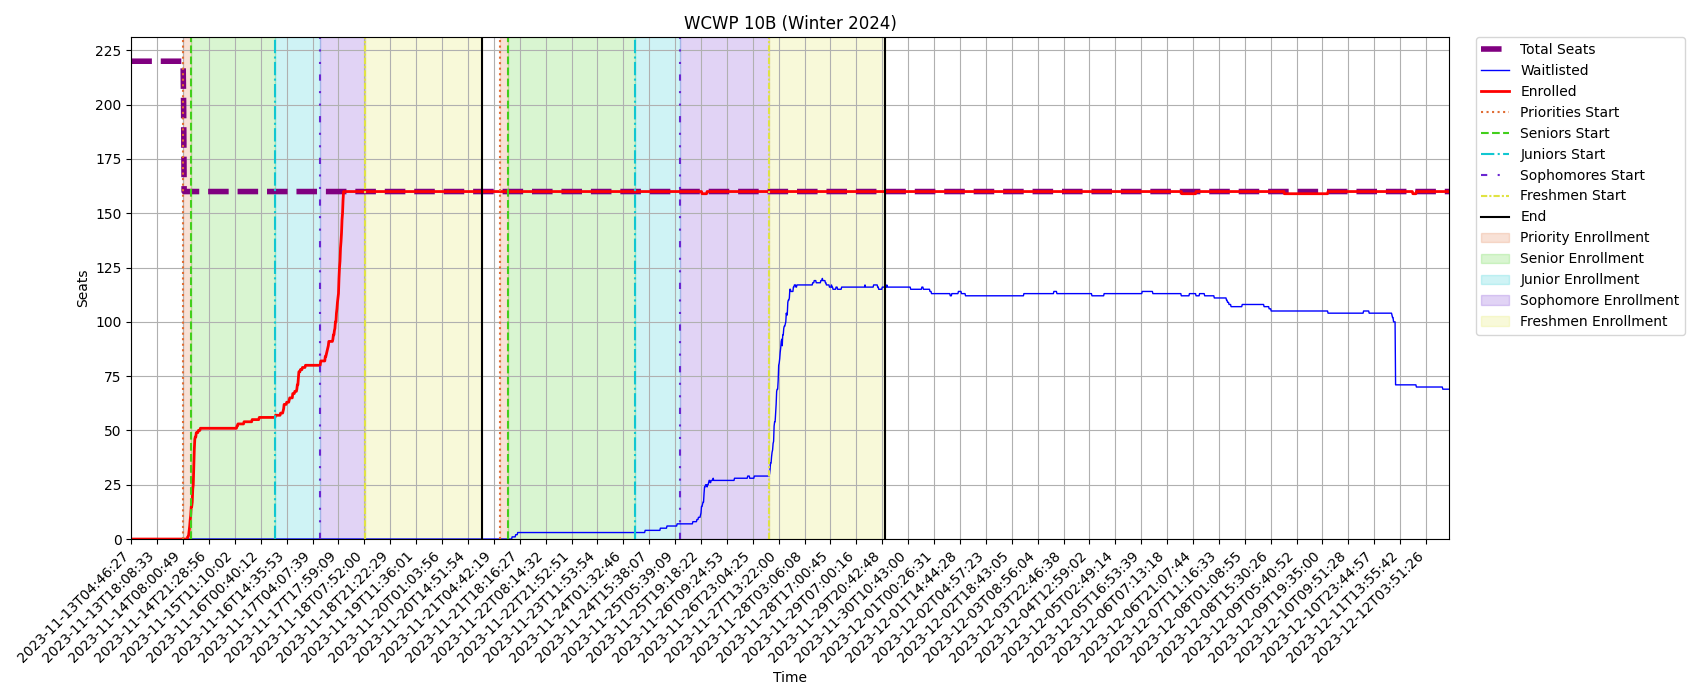 WCWP 10B (Winter 2024)
225
200
175
150
125
100
75
50
25
0
Seats
2023-11-13T04:46:27
2023-11-13T18:08:33
2023-11-14T08:00:49
2023-11-14T21:28:56
2023-11-15T11:10:02
2023-11-16T00:40:12
2023-11-16T14:35:53
2023-11-17T04:07:39
2023-11-17T17:59:09
2023-11-18T07:52:00
2023-11-18T21:22:29
2023-11-19T11:36:01
2023-11-20T01:03:56
2023-11-20T14:51:54
2023-11-21T04:42:19
2023-11-21T18:16:27
2023-11-22T08:14:32
2023-11-22T21:52:51
2023-11-23T11:53:54
2023-11-24T01:32:46
2023-11-24T15:38:07
2023-11-25T05:39:09
2023-11-25T19:18:22
2023-11-26T09:24:53
2023-11-26T23:04:25
2023-11-27T13:22:00
2023-11-28T03:06:08
2023-11-28T17:00:45
2023-11-29T07:00:16
2023-11-29T20:42:48
2023-11-30T10:43:00
2023-12-01T00:26:31
2023-12-01T14:44:28
2023-12-02T04:57:23
2023-12-02T18:43:05
2023-12-03T08:56:04
2023-12-03T22:46:38
2023-12-04T12:59:02
2023-12-05T02:49:14
2023-12-05T16:53:39
2023-12-06T07:13:18
2023-12-06T21:07:44
2023-12-07T11:16:33
2023-12-08T01:08:55
2023-12-08T15:30:26
2023-12-09T05:40:52
2023-12-09T19:35:00
2023-12-10T09:51:28
2023-12-10T23:44:57
2023-12-11T13:55:42
2023-12-12T03:51:26
Time
Total Seats
Waitlisted
Enrolled
Priorities Start
Seniors Start
Juniors Start
Sophomores Start
Freshmen Start
End
Priority Enrollment
Senior Enrollment
Junior Enrollment
Sophomore Enrollment
Freshmen Enrollment